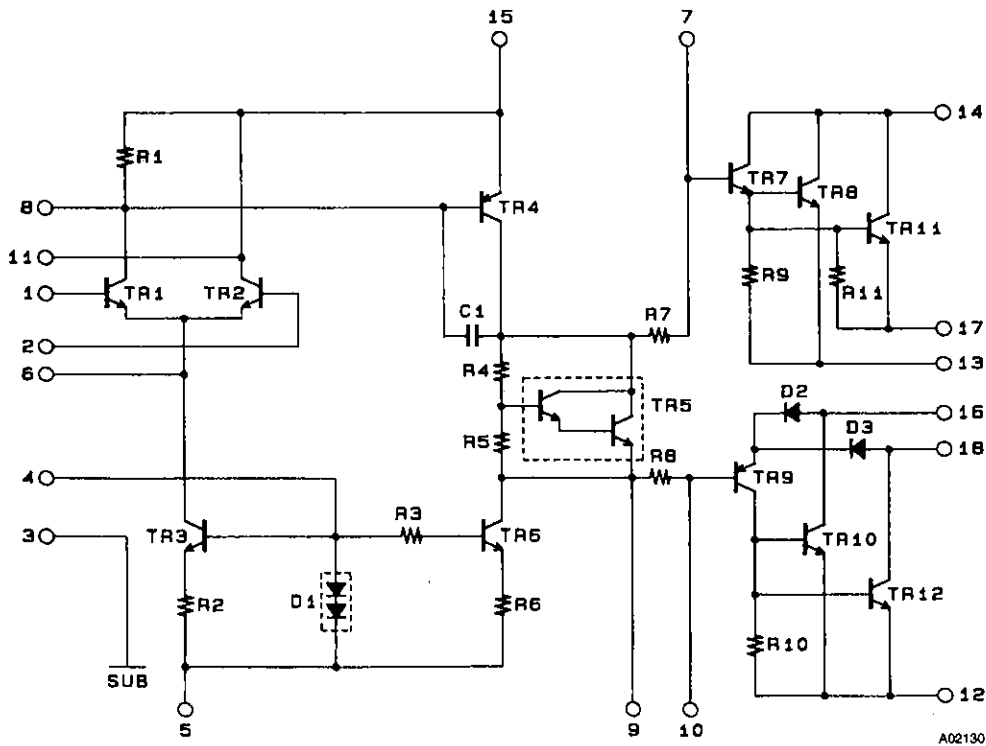 15 7
14
R1
TR7 TR8
8 TR4
TR11
11
R9 R11
1 TR1 TR2
C1 R7
17
2
13
6 R4
D2 16
TR5
D3
R5 18
4 R8 TR9
R3
3 TR3 TR6 TR10
D1 TR12
R2 R6
R10
SUB
12
5 9 10
A02130